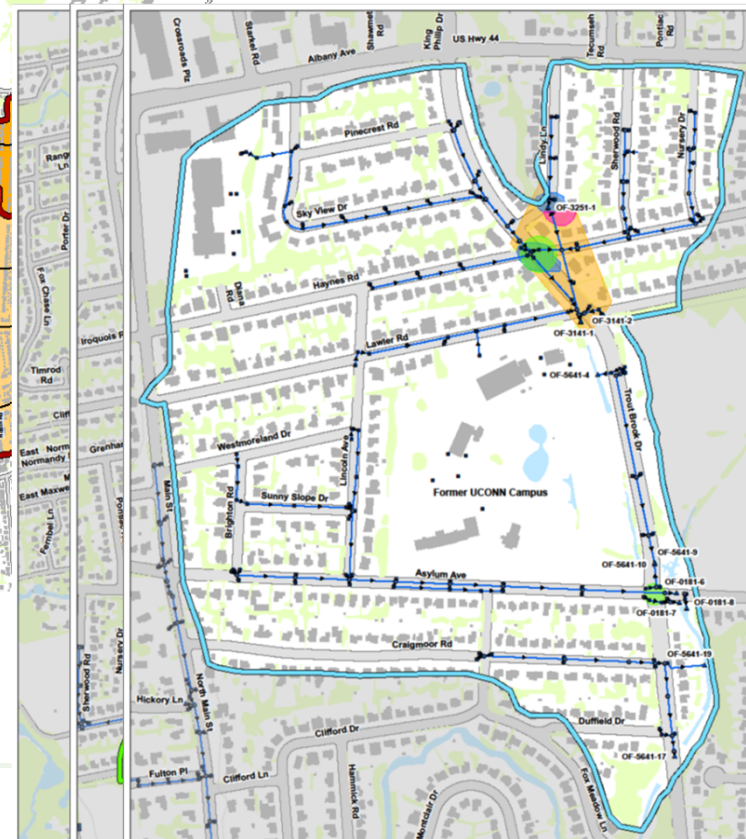 Crossroads Plz
Starkel Rd
Shawmet Rd
King Philip Dr
US Hwy 44
Tecumseh Rd
Pontiac Rd
Albany Ave
Pinecrest Rd
Lindy Ln
Sherwood Rd
Nursery Dr
Ln
Porter Dr
Sky View Dr
OF-3251-1
Fox Chase Ln
Diana Rd
Haynes Rd
Iroquois R
OF-3141-2
OF-3141-1
Lawler Rd
Timrod Rd
OF-5641-4
Trout Brook Dr
Westmoreland Dr
East Norm
Normandy
Grenhar
East Maxwe
Lincoln Ave
Main St
Brighton Rd
Sunny Slope Dr
Former UCONN Campus
Fernbel Ln
OF-5641-9
OF-5641-10
Asylum Ave
OF-0181-6
OF-0181-8
OF-0181-7
Craigmoor Rd
OF-5641-19
Nursery Dr
Sherwood Rd
North Main St
Hickory Ln
Duffield Dr
Clifford Dr
OF-5641-17
Fulton Pl
Clifford Ln
Hammick Rd
Montclair Dr
Fox Meadow Ln